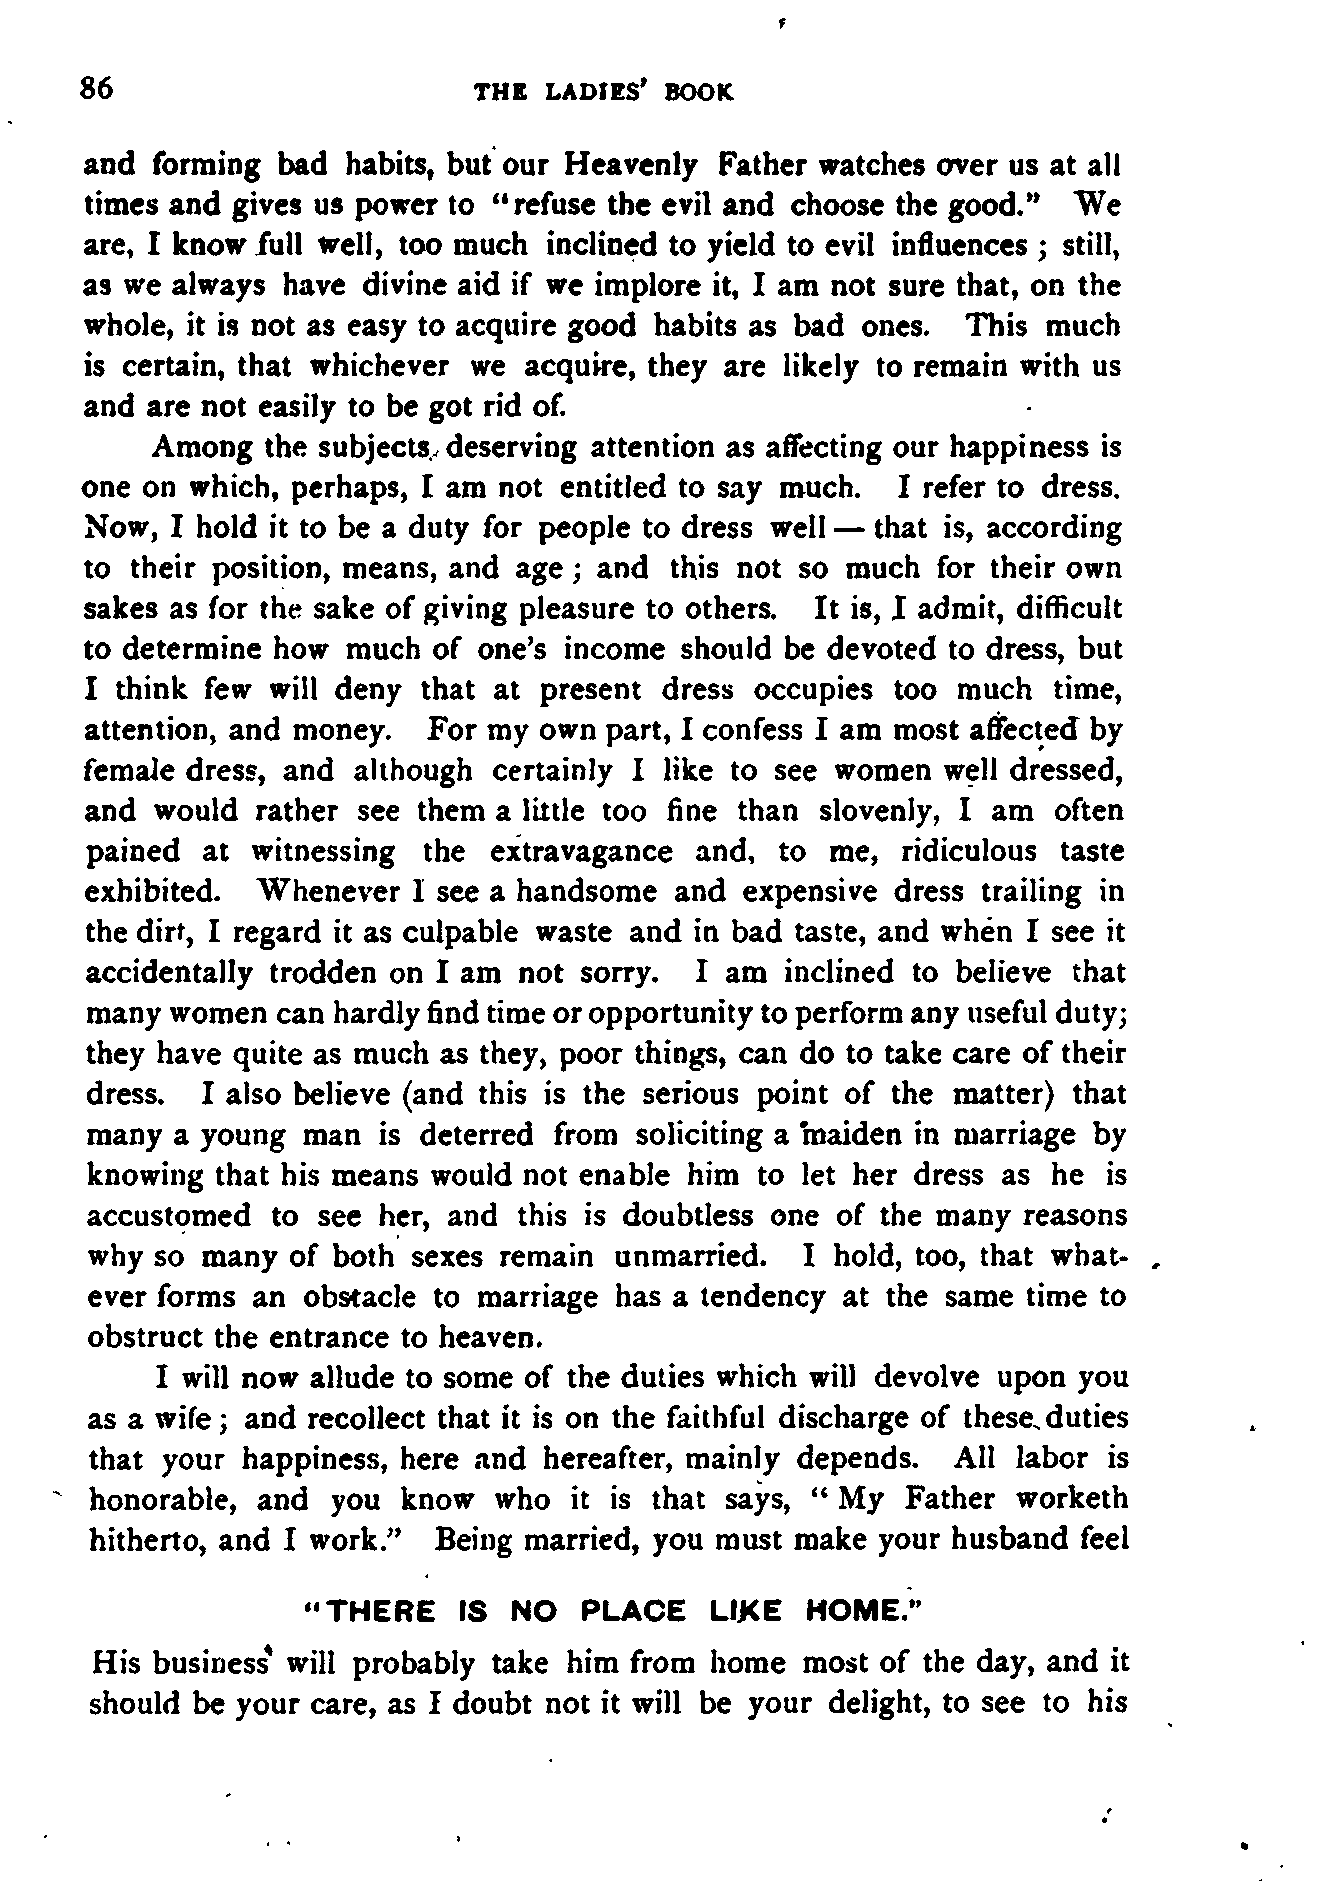 86 THE LADIES' BOOK
and forming bad habits, but our Heavenly Father watches over us at all
times and gives us power to "refuse the evil and choose the good." We
are, I know full well, too much inclined to yield to evil influences ; still,
as we always have divine aid if we implore it, I am not sure that, on the
whole, it is not as easy to acquire good habits as bad ones. This much
is certain, that whichever we acquire, they are likely to remain with us
and are not easily to be got rid of.
Among the subjects deserving attention as affecting our happiness is
one on which, perhaps, I am not entitled to say much. I refer to dress.
Now, I hold it to be a duty for people to dress well — that is, according
to their position, means, and age ; and this not so much for their own
sakes as for the sake of giving pleasure to others. It is, I admit, difficult
to determine how much of one's income should be devoted to dress, but
I think few will deny that at present dress occupies too much time,
attention, and money. For my own part, I confess I am most affected by
female dress, and although certainly I like to see women well dressed,
and would rather see them a little too fine than slovenly, I am often
pained at witnessing the extravagance and, to me, ridiculous taste
exhibited. Whenever I see a handsome and expensive dress trailing in
the dirt, I regard it as culpable waste and in bad taste, and when I see it
accidentally trodden on I am not sorry. I am inclined to believe that
many women can hardly find time or opportunity to perform any useful duty;
they have quite as much as they, poor things, can do to take care of their
dress. I also believe (and this is the serious point of the matter) that
many a young man is deterred from soliciting a maiden in marriage by
knowing that his means would not enable him to let her dress as he is
accustomed to see her, and this is doubtless one of the many reasons
why so many of both sexes remain unmarried. I hold, too, that what-
ever forms an obstacle to marriage has a tendency at the same time to
obstruct the entrance to heaven.
I will now allude to some of the duties which will devolve upon you
as a wife ; and recollect that it is on the faithful discharge of these duties
that your happiness, here and hereafter, mainly depends. All labor is
honorable, and you know who it is that says, "My Father worketh
hitherto, and I work." Being married, you must make your husband feel
"THERE IS NO PLACE LIKE HOME."
His business will probably take him from home most of the day, and it
should be your care, as I doubt not it will be your delight, to see to his